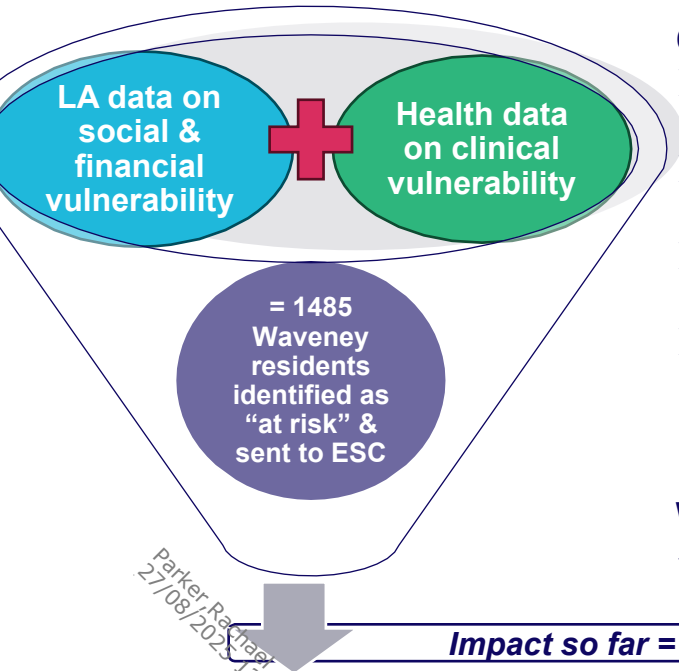 LA data on
social &
financial
vulnerability
Health data
on clinical
vulnerability
= 1485
Waveney
residents
identified as
“at risk” &
sent to ESC
Parker,Rachael
27/08/2025
Impact so far =